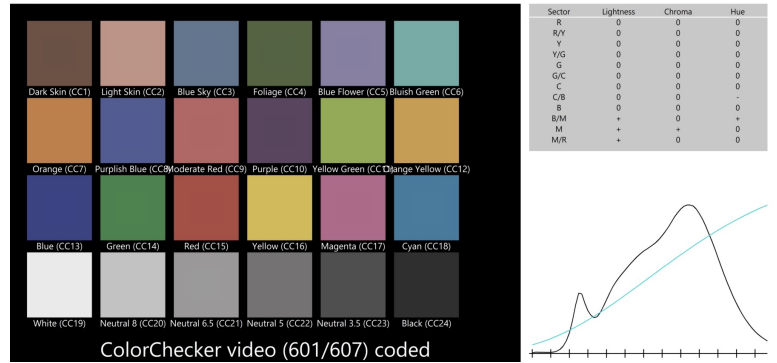 Dark Skin (CC1) Light Skin (CC2) Blue Sky (CC3) Foliage (CC4) Blue Flower (CC5) Bluish Green (CC6)
Orange (CC7) Purplish Blue (CC8) Moderate Red (CC9) Purple (CC10) Yellow Green (CC11) Orange Yellow (CC12)
Blue (CC13) Green (CC14) Red (CC15) Yellow (CC16) Magenta (CC17) Cyan (CC18)
White (CC19) Neutral 8 (CC20) Neutral 6.5 (CC21) Neutral 5 (CC22) Neutral 3.5 (CC23) Black (CC24)
ColorChecker video (601/607) coded
Sector Lightness Chroma Hue
R 0 0 0
R/Y 0 0 0
Y 0 0 0
Y/G 0 0 0
G 0 0 0
G/C 0 0 0
C 0 0 0
C/B 0 0 -
B 0 0 0
B/M + 0 +
M + + 0
M/R + 0 0